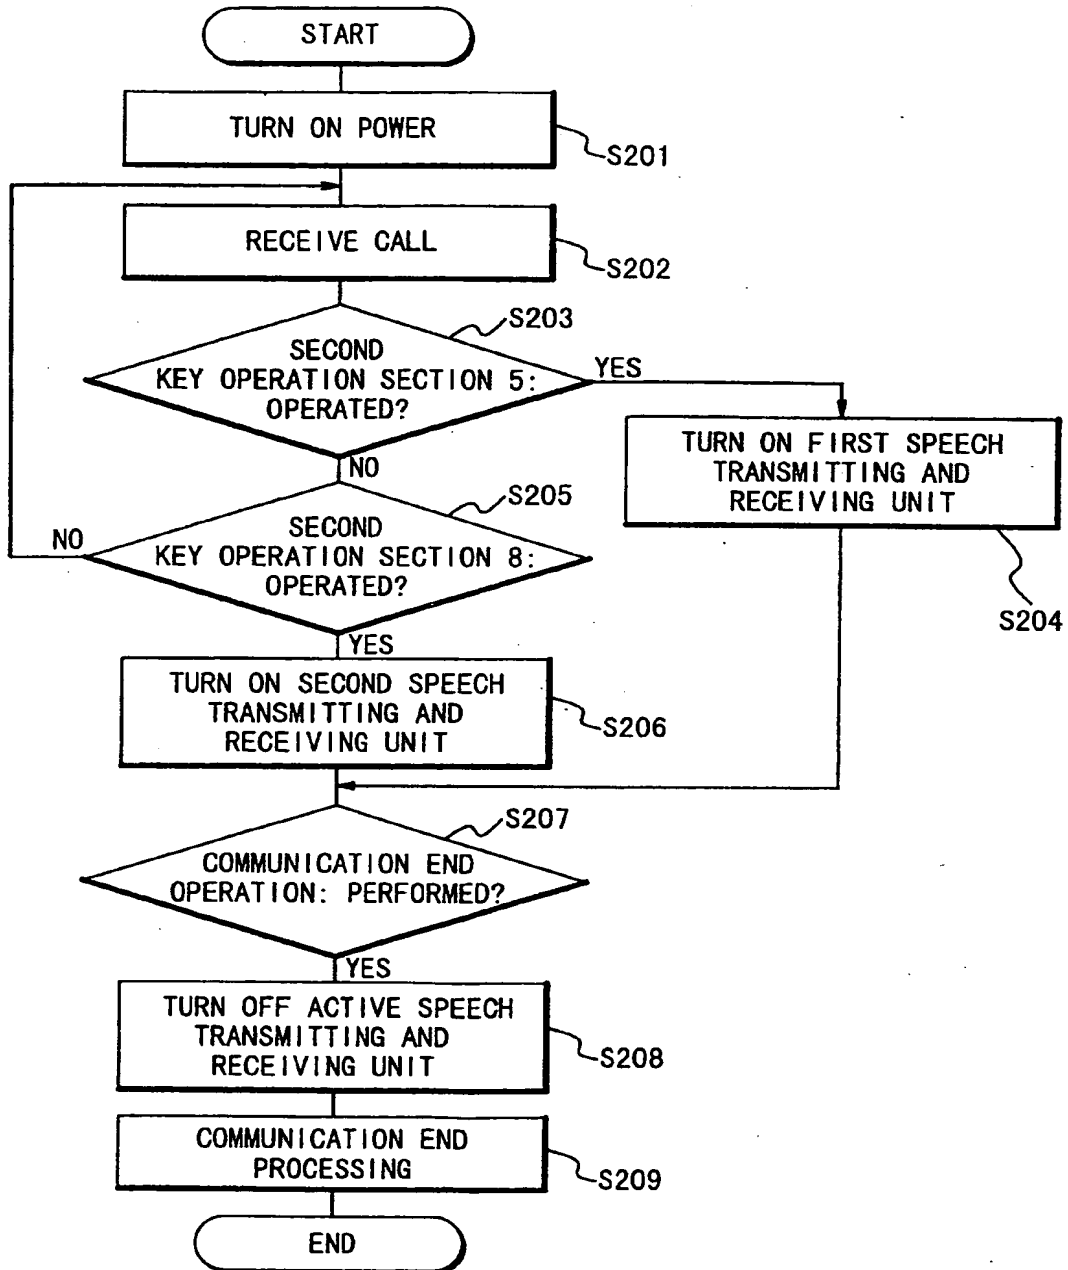 START
TURN ON POWER
S201
RECEIVE CALL
S202
S203
SECOND
KEY OPERATION SECTION 5:
OPERATED?
YES
NO
TURN ON FIRST SPEECH
TRANSMITTING AND
RECEIVING UNIT
S204
S205
SECOND
KEY OPERATION SECTION 8:
OPERATED?
NO
YES
TURN ON SECOND SPEECH
TRANSMITTING AND
RECEIVING UNIT
S206
S207
COMMUNICATION END
OPERATION: PERFORMED?
YES
TURN OFF ACTIVE SPEECH
TRANSMITTING AND
RECEIVING UNIT
S208
COMMUNICATION END
PROCESSING
S209
END